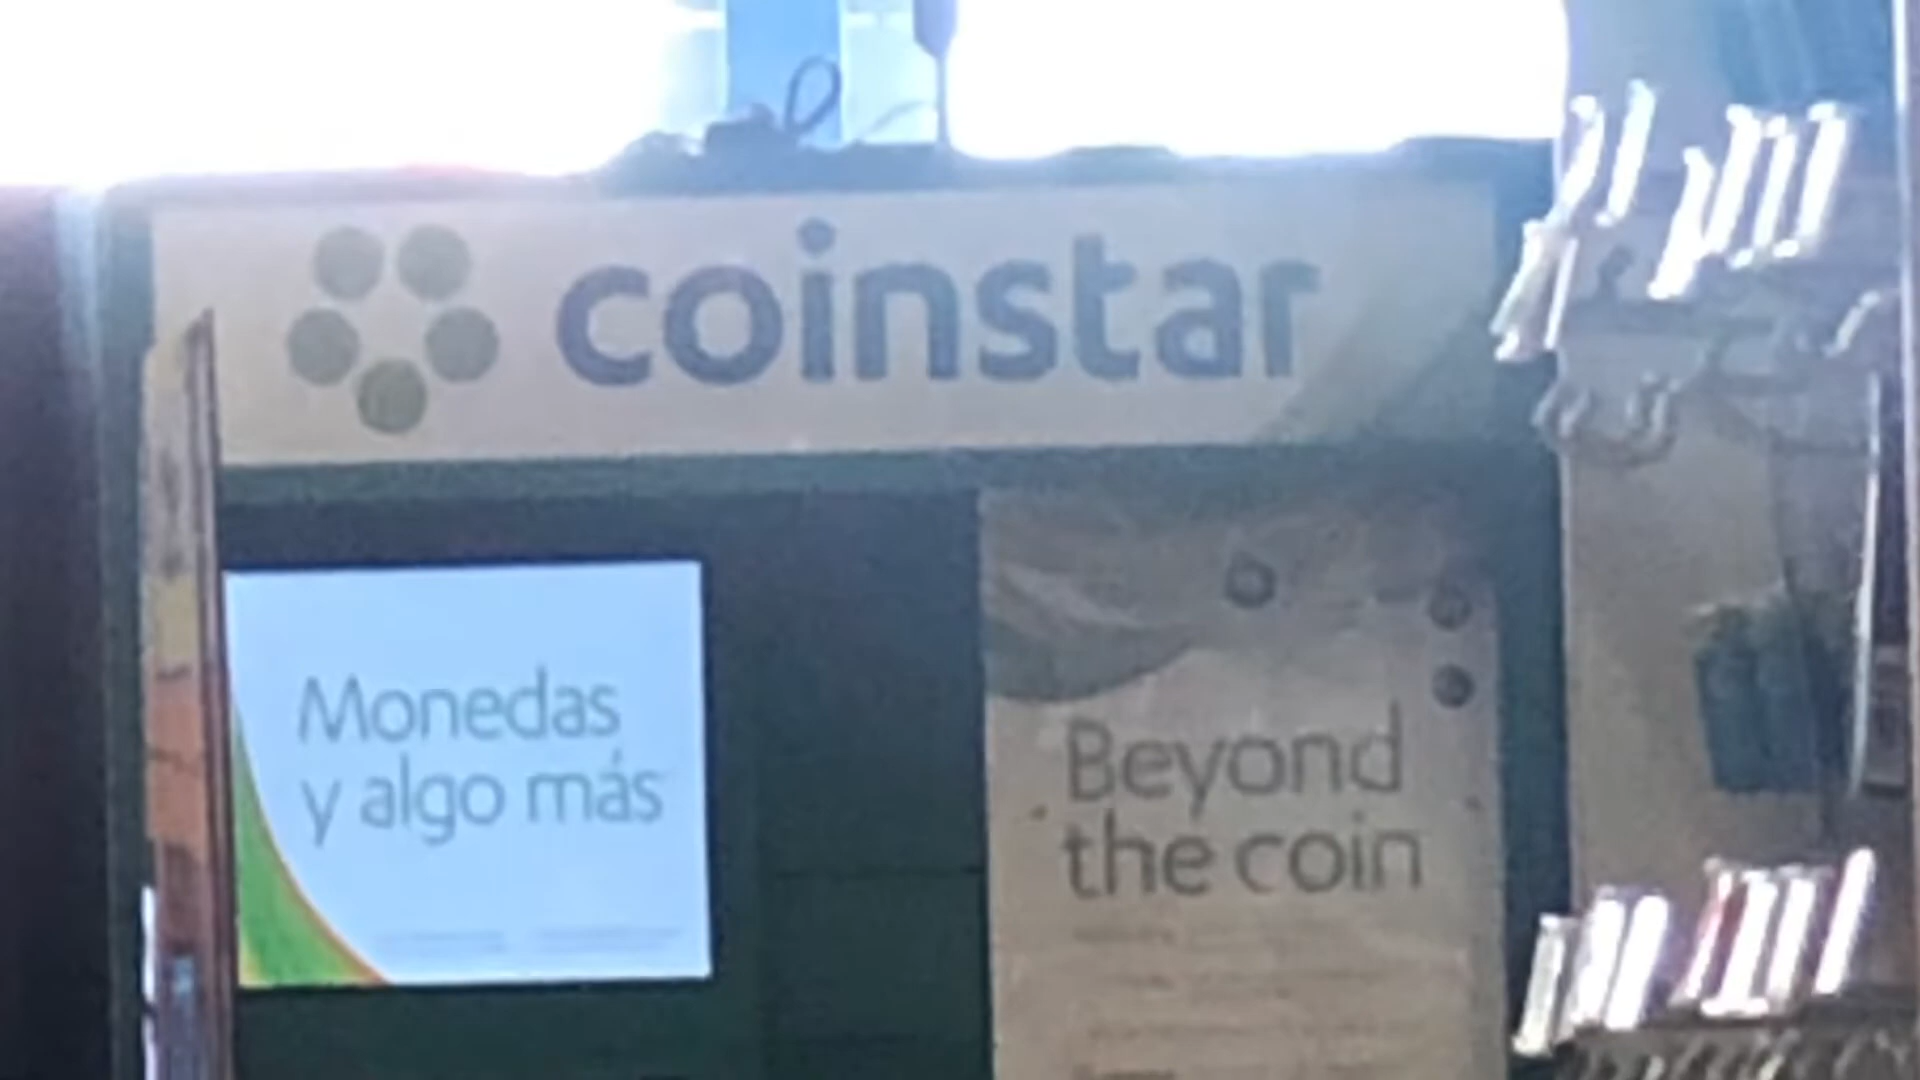 coinstar
Monedas
y algo más
Beyond
the coin